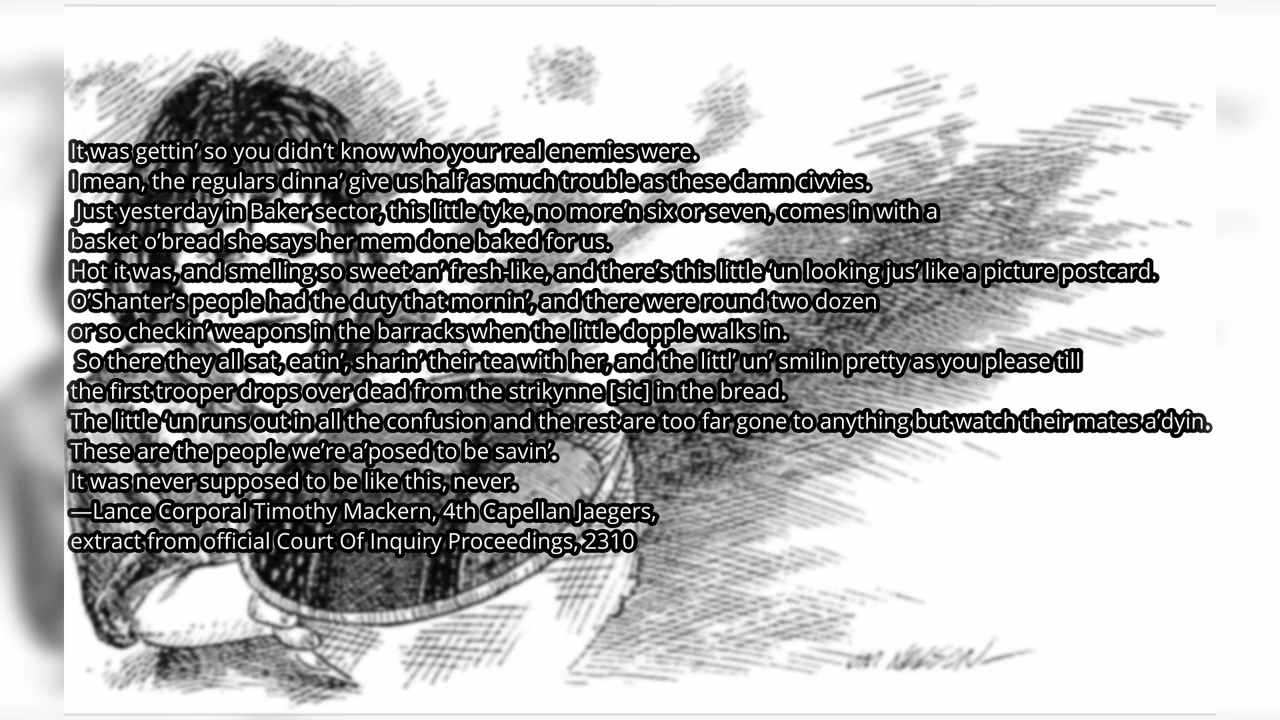 It was gettin’ so you didn’t know who your real enemies were.
I mean, the regulars dinna’ give us half as much trouble as these damn civvies.
Just yesterday in Baker sector, this little tyke, no more’n six or seven, comes in with a
basket o’bread she says her mem done baked for us.
Hot it was, and smelling so sweet an’ fresh-like, and there’s this little ‘un looking jus’ like a picture postcard.
O’Shanter’s people had the duty that mornin’, and there were round two dozen
or so checkin’ weapons in the barracks when the little dopple walks in.
So there they all sat, eatin’, sharin’ their tea with her, and the littl’ un’ smilin pretty as you please till
the first trooper drops over dead from the strikynne [sic] in the bread.
The little ‘un runs out in all the confusion and the rest are too far gone to anything but watch their mates a’dyin.
These are the people we’re a’posed to be savin’.
It was never supposed to be like this, never.
—Lance Corporal Timothy Mackern, 4th Capellan Jaegers,
extract from official Court Of Inquiry Proceedings, 2310
NELSON